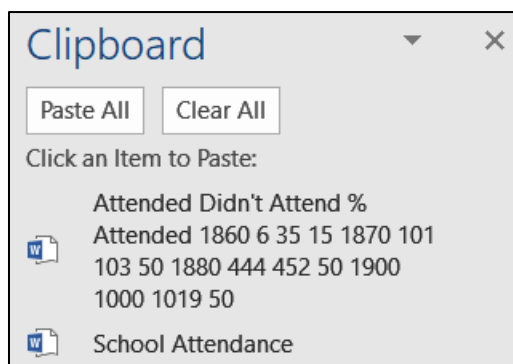 Clipboard
Paste All Clear All
Click an Item to Paste:
Attended Didn't Attend %
Attended 1860 6 35 15 1870 101
103 50 1880 444 452 50 1900
1000 1019 50
School Attendance